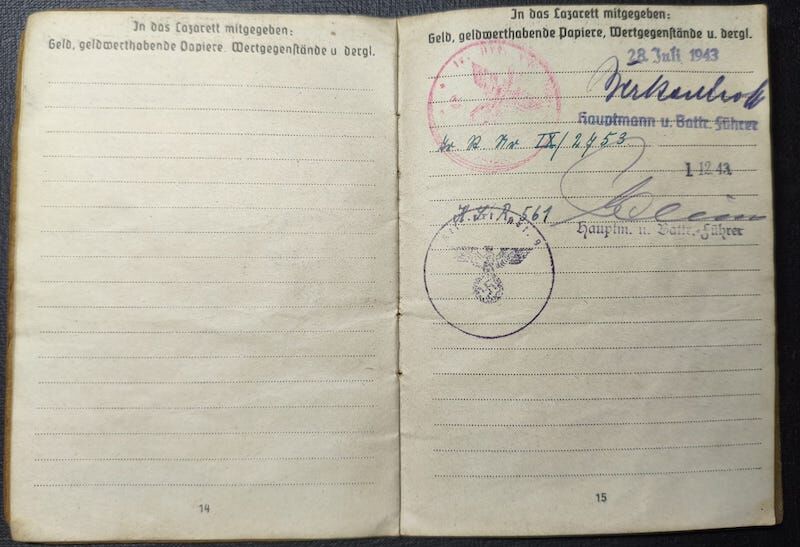 In das Lazarett mitgegeben:
Geld, geldwerthabende Papiere, Wertgegenstände u dergl.
14
In das Lazarett mitgegeben:
Geld, geldwerthabende Papiere, Wertgegenstände u. dergl.
28. Juli 1943
Hauptmann u. Battr. Führer
Nr IX/2453
1. 12. 43.
561
Hauptm. u. Battr.-Führer
15